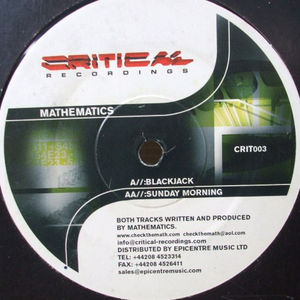 CRITICAL
RECORDINGS
MATHEMATICS
CRIT003
A//:BLACKJACK
AA//:SUNDAY MORNING
BOTH TRACKS WRITTEN AND PRODUCED
BY MATHEMATICS.
www.checkthemath.com checkthemath@aol.com
info@critical-recordings.com
DISTRIBUTED BY EPICENTRE MUSIC LTD
TEL: +44208 4523314
FAX: +44208 4526411
sales@epicentremusic.com